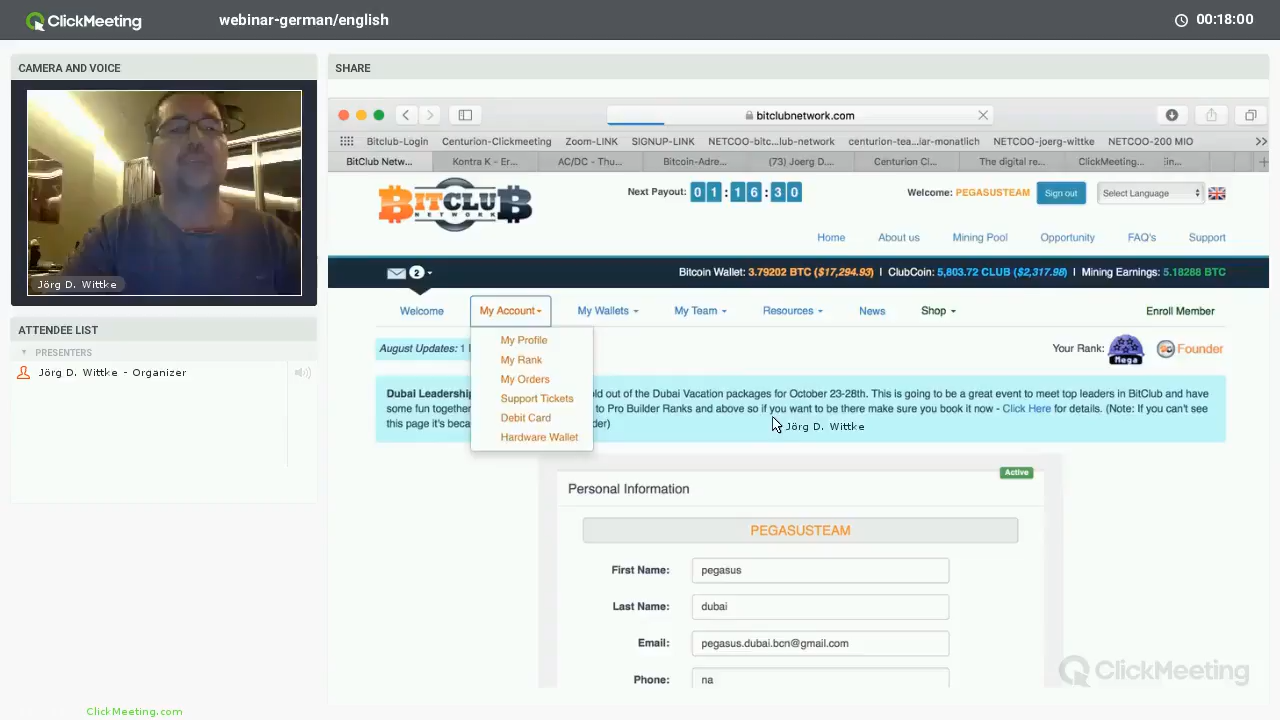 ClickMeeting
webinar-german/english
00:18:00
CAMERA AND VOICE
Jörg D. Wittke
ATTENDEE LIST
PRESENTERS
Jörg D. Wittke - Organizer
ClickMeeting.com
SHARE
bitclubnetwork.com
Bitclub-Login Centurion-Clickmeeting Zoom-LINK SIGNUP-LINK NETCOO-bitc...lub-network centurion-tea...lar-monatlich NETCOO-joerg-wittke NETCOO-200 MIO
BitClub Netw... Kontra K - Er... AC/DC - Thu... Bitcoin-Adre... (73) Joerg D.... Centurion Cl... The digital re... ClickMeeting...
BITCLUB NETWORK
Next Payout: 01:16:30
Welcome: PEGASUSTEAM Sign out Select Language
Home About us Mining Pool Opportunity FAQ's Support
2 Bitcoin Wallet: 3.79202 BTC ($17,294.93) | ClubCoin: 5,803.72 CLUB ($2,317.98) | Mining Earnings: 5.18288 BTC
Welcome My Account My Wallets My Team Resources News Shop Enroll Member
My Profile
My Rank
My Orders
Support Tickets
Debit Card
Hardware Wallet
August Updates: 1
Your Rank: Mega Founder
Dubai Leadership old out of the Dubai Vacation packages for October 23-28th. This is going to be a great event to meet top leaders in BitClub and have
some fun together to Pro Builder Ranks and above so if you want to be there make sure you book it now - Click Here for details. (Note: If you can't see
this page it's beca der)
Jörg D. Wittke
Active
Personal Information
PEGASUSTEAM
First Name: pegasus
Last Name: dubai
Email: pegasus.dubai.bcn@gmail.com
Phone: na
ClickMeeting